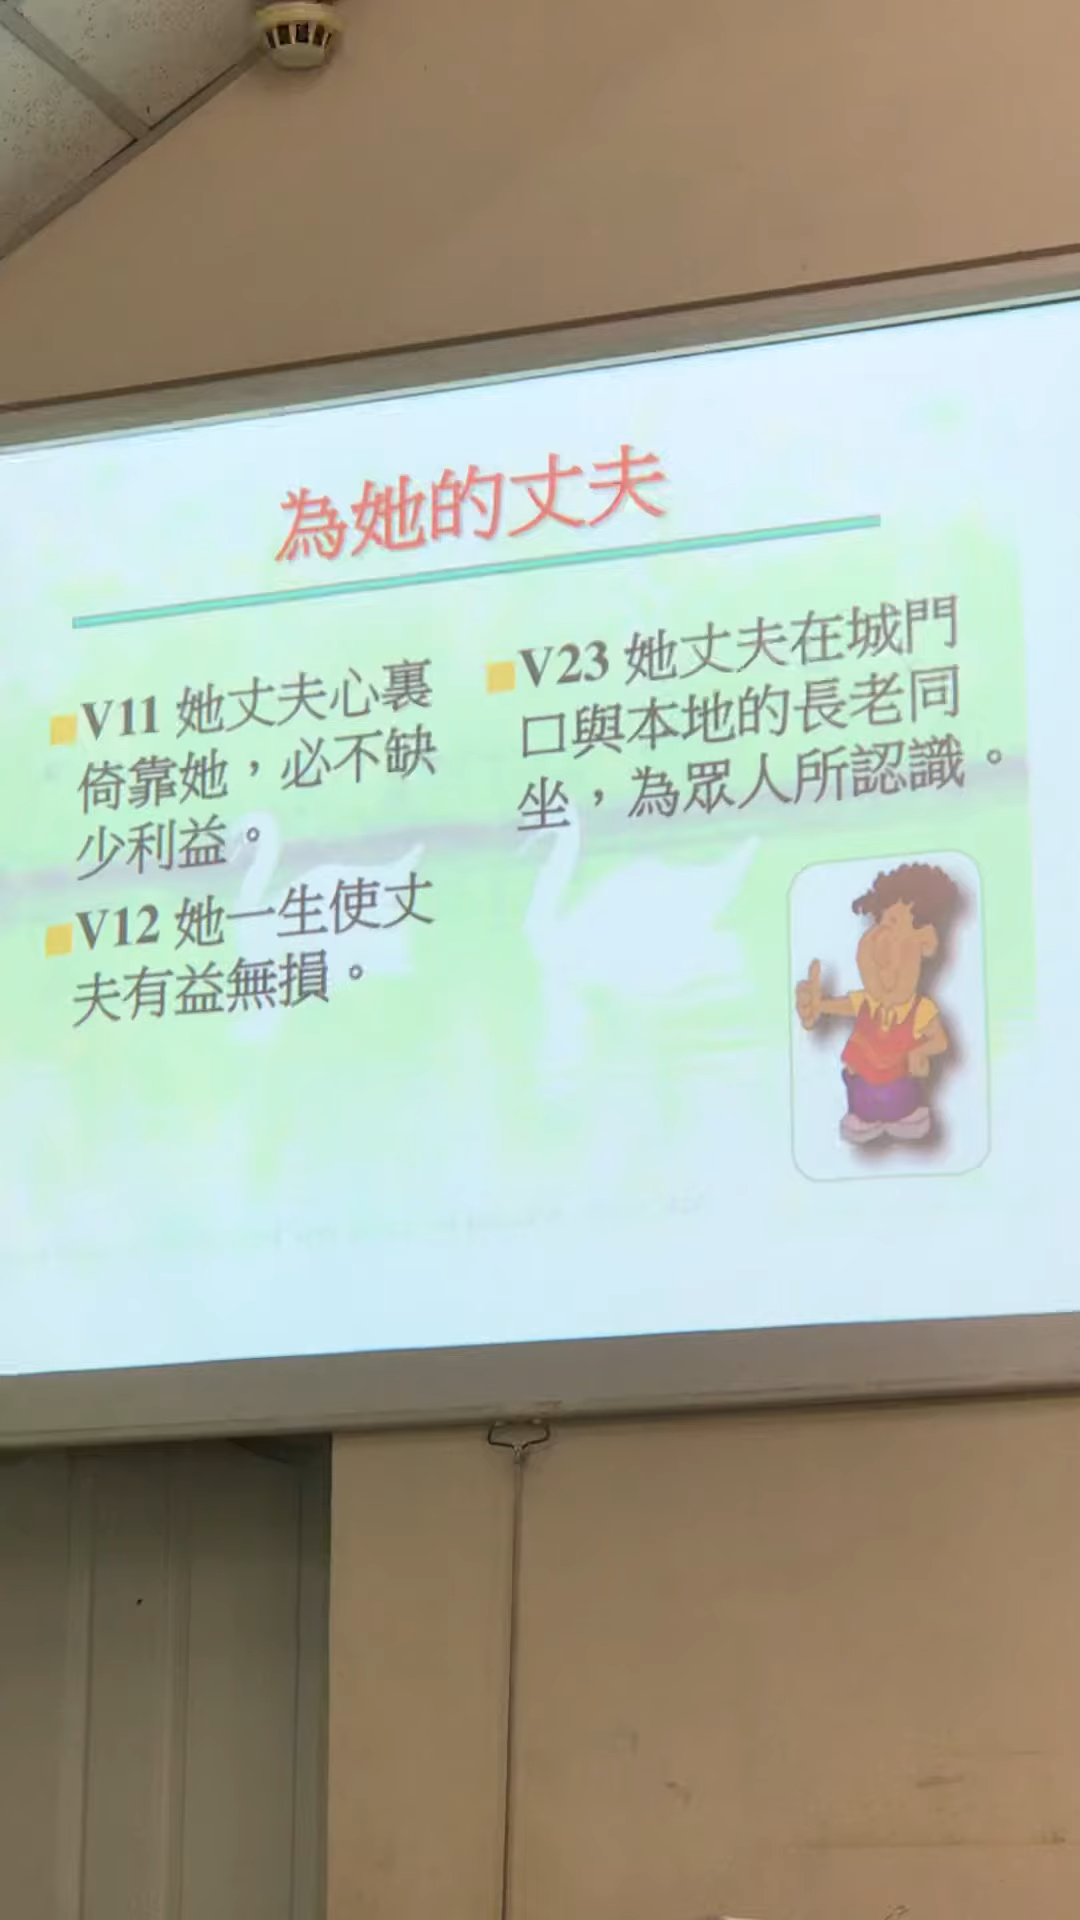 為她的丈夫
V11 她丈夫心裏
倚靠她，必不缺
少利益。
V12 她一生使丈
夫有益無損。
V23 她丈夫在城門
口與本地的長老同
坐，為眾人所認識。